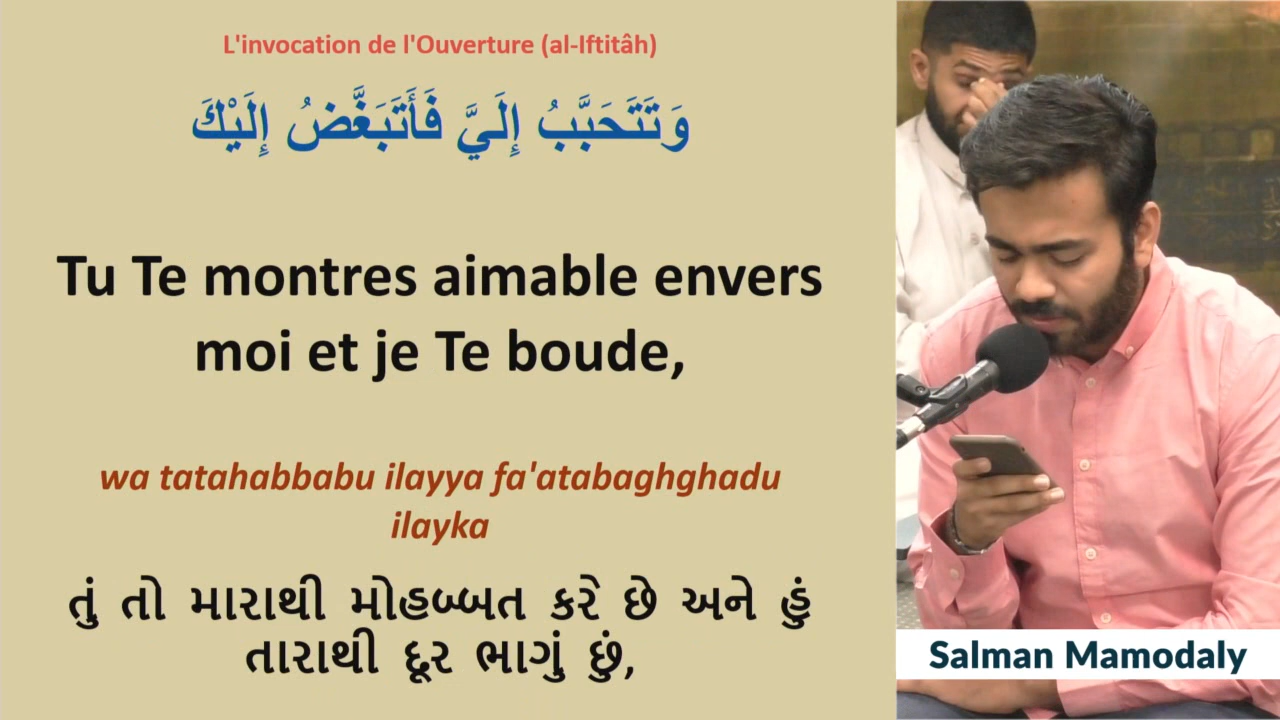 L'invocation de l'Ouverture (al-Iftitâh)
وَتَتَحَبَّبُ إِلَيَّ فَأَتَبَغَّضُ إِلَيْكَ
Tu Te montres aimable envers
moi et je Te boude,
wa tatahabbabu ilayya fa'atabaghghadu
ilayka
તું તો મારાથી મોહબ્બત કરે છે અને હું
તારાથી દૂર ભાગું છું,
Salman Mamodaly